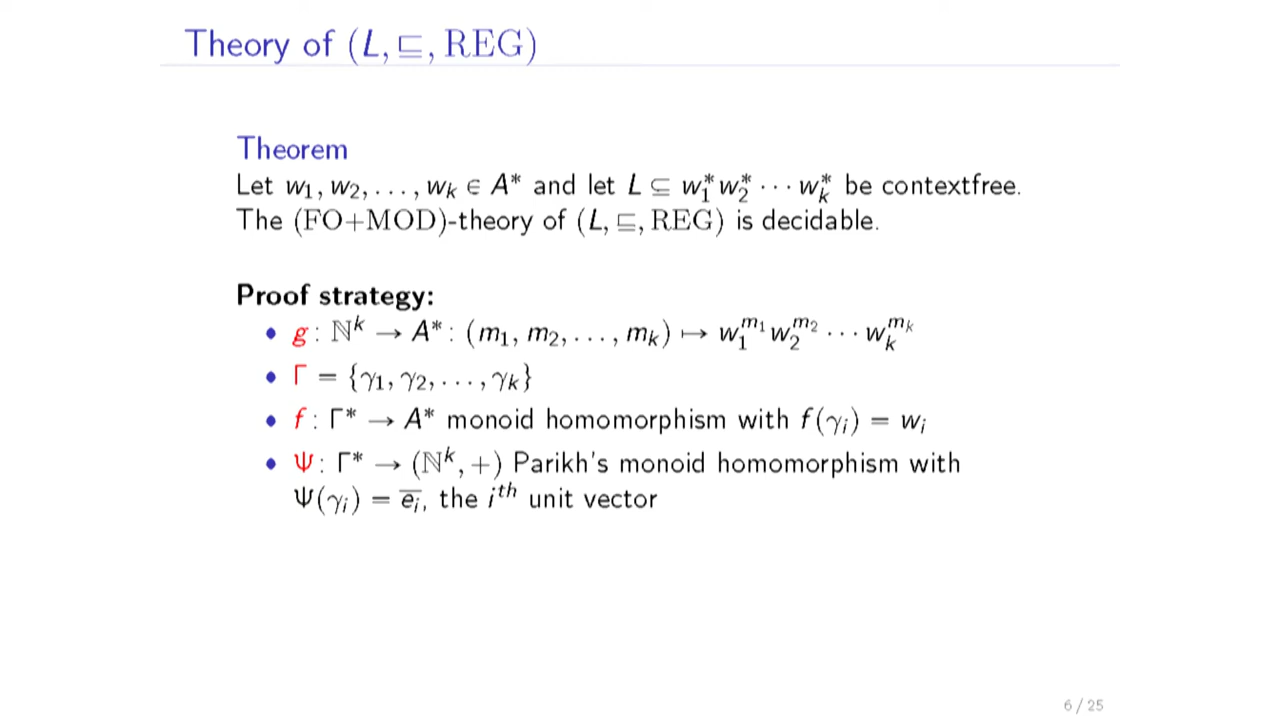 Theory of (L, ⊑, REG)
Theorem
Let w₁, w₂, . . . , wₖ ∈ A* and let L ⊆ w₁* w₂* · · · wₖ* be contextfree.
The (FO+MOD)-theory of (L, ⊑, REG) is decidable.
Proof strategy:
• g : ℕᵏ → A* : (m₁, m₂, . . . , mₖ) ↦ w₁^{m₁} w₂^{m₂} · · · wₖ^{mₖ}
• Γ = {γ₁, γ₂, . . . , γₖ}
• f : Γ* → A* monoid homomorphism with f(γᵢ) = wᵢ
• Ψ : Γ* → (ℕᵏ, +) Parikh's monoid homomorphism with
Ψ(γᵢ) = \overline{eᵢ}, the iᵗʰ unit vector
6 / 25